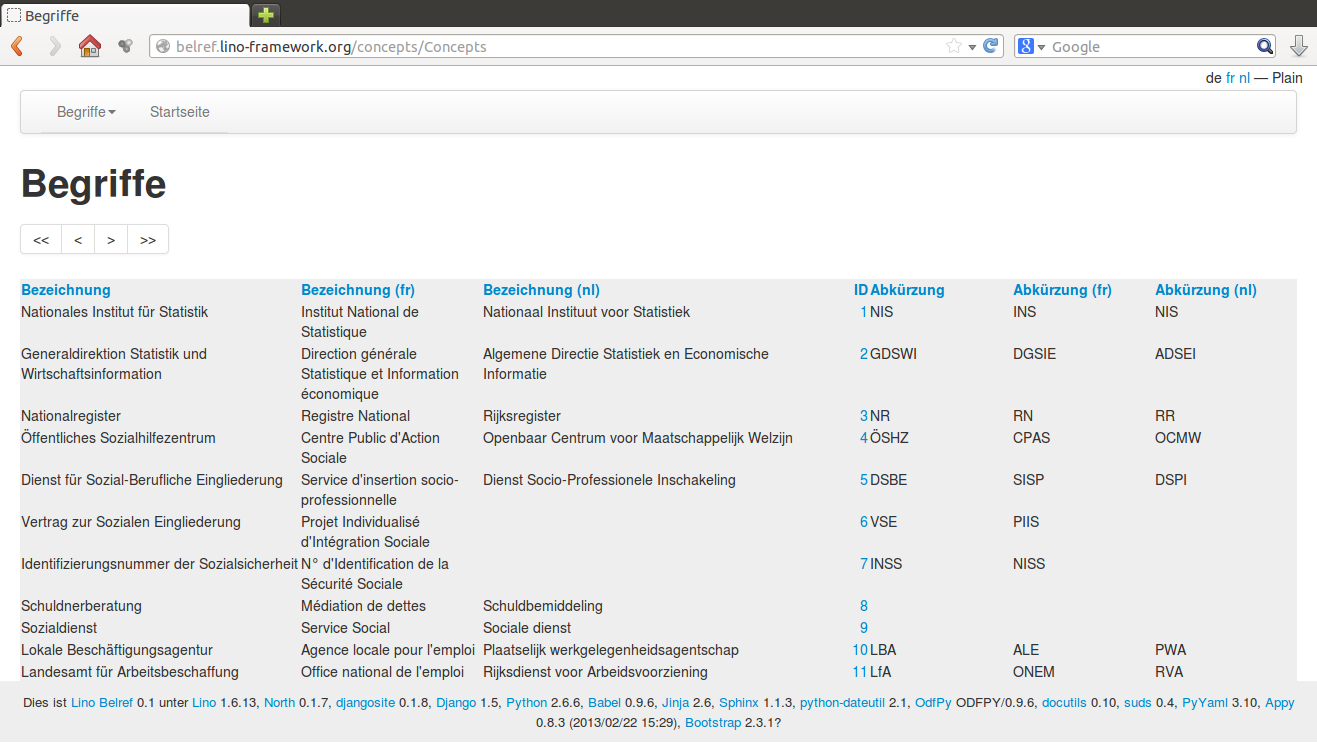 Begriffe
belref.lino-framework.org/concepts/Concepts
Google
de fr nl — Plain
Begriffe Startseite
Begriffe
<< < > >>
Bezeichnung Bezeichnung (fr) Bezeichnung (nl) ID Abkürzung Abkürzung (fr) Abkürzung (nl)
Nationales Institut für Statistik Institut National de Nationaal Instituut voor Statistiek 1 NIS INS NIS
Statistique
Generaldirektion Statistik und Direction générale Algemene Directie Statistiek en Economische 2 GDSWI DGSIE ADSEI
Wirtschaftsinformation Statistique et Information Informatie
économique
Nationalregister Registre National Rijksregister 3 NR RN RR
Öffentliches Sozialhilfezentrum Centre Public d'Action Openbaar Centrum voor Maatschappelijk Welzijn 4 ÖSHZ CPAS OCMW
Sociale
Dienst für Sozial-Berufliche Eingliederung Service d'insertion socio- Dienst Socio-Professionele Inschakeling 5 DSBE SISP DSPI
professionnelle
Vertrag zur Sozialen Eingliederung Projet Individualisé 6 VSE PIIS
d'Intégration Sociale
Identifizierungsnummer der Sozialsicherheit N° d'Identification de la 7 INSS NISS
Sécurité Sociale
Schuldnerberatung Médiation de dettes Schuldbemiddeling 8
Sozialdienst Service Social Sociale dienst 9
Lokale Beschäftigungsagentur Agence locale pour l'emploi Plaatselijk werkgelegenheidsagentschap 10 LBA ALE PWA
Landesamt für Arbeitsbeschaffung Office national de l'emploi Rijksdienst voor Arbeidsvoorziening 11 LfA ONEM RVA
Dies ist Lino Belref 0.1 unter Lino 1.6.13, North 0.1.7, djangosite 0.1.8, Django 1.5, Python 2.6.6, Babel 0.9.6, Jinja 2.6, Sphinx 1.1.3, python-dateutil 2.1, OdfPy ODFPY/0.9.6, docutils 0.10, suds 0.4, PyYaml 3.10, Appy
0.8.3 (2013/02/22 15:29), Bootstrap 2.3.1?